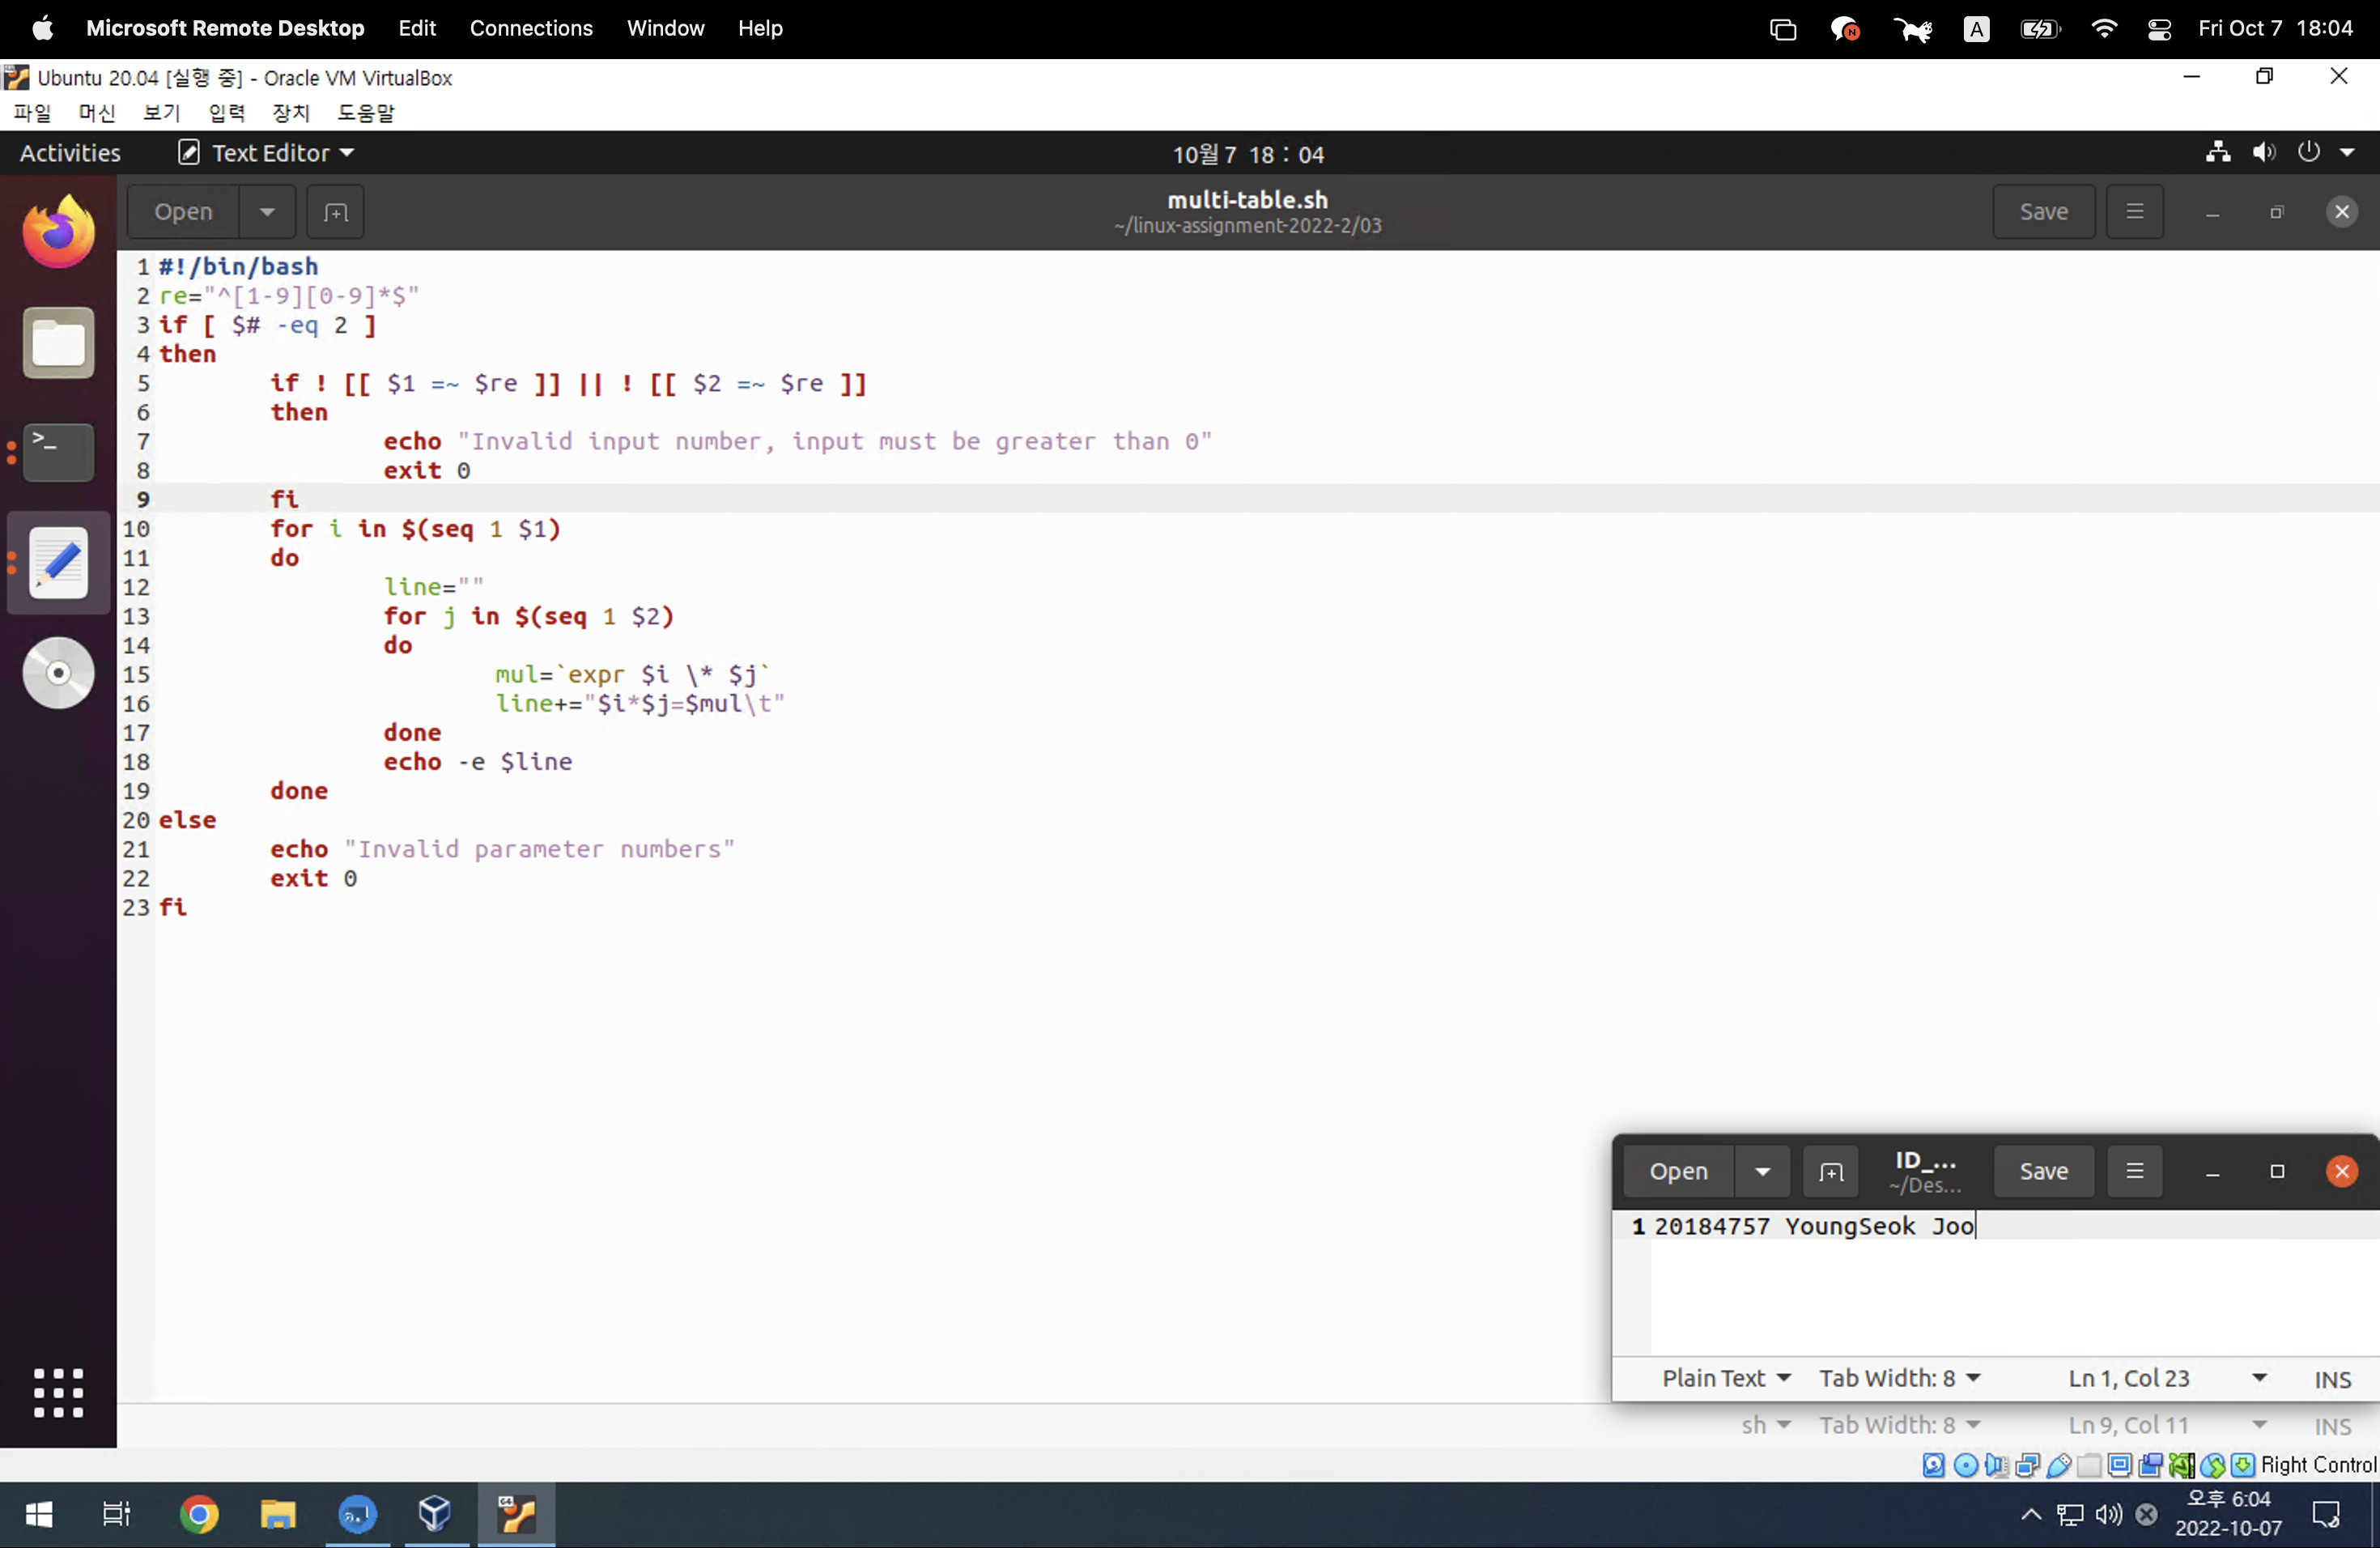 Microsoft Remote Desktop Edit Connections Window Help A Fri Oct 7 18:04
Ubuntu 20.04 [실행 중] - Oracle VM VirtualBox
파일 머신 보기 입력 장치 도움말
Activities Text Editor 10월 7 18 : 04
Open multi-table.sh Save
~/linux-assignment-2022-2/03
1 #!/bin/bash
2 re="^[1-9][0-9]*$"
3 if [ $# -eq 2 ]
4 then
5 if ! [[ $1 =~ $re ]] || ! [[ $2 =~ $re ]]
6 then
7 echo "Invalid input number, input must be greater than 0"
8 exit 0
9 fi
10 for i in $(seq 1 $1)
11 do
12 line=""
13 for j in $(seq 1 $2)
14 do
15 mul=`expr $i \* $j`
16 line+="$i*$j=$mul\t"
17 done
18 echo -e $line
19 done
20 else
21 echo "Invalid parameter numbers"
22 exit 0
23 fi
Open ID_... Save
~/Des...
1 20184757 YoungSeok Joo
Plain Text Tab Width: 8 Ln 1, Col 23 INS
sh Tab Width: 8 Ln 9, Col 11 INS
Right Control
오후 6:04
2022-10-07